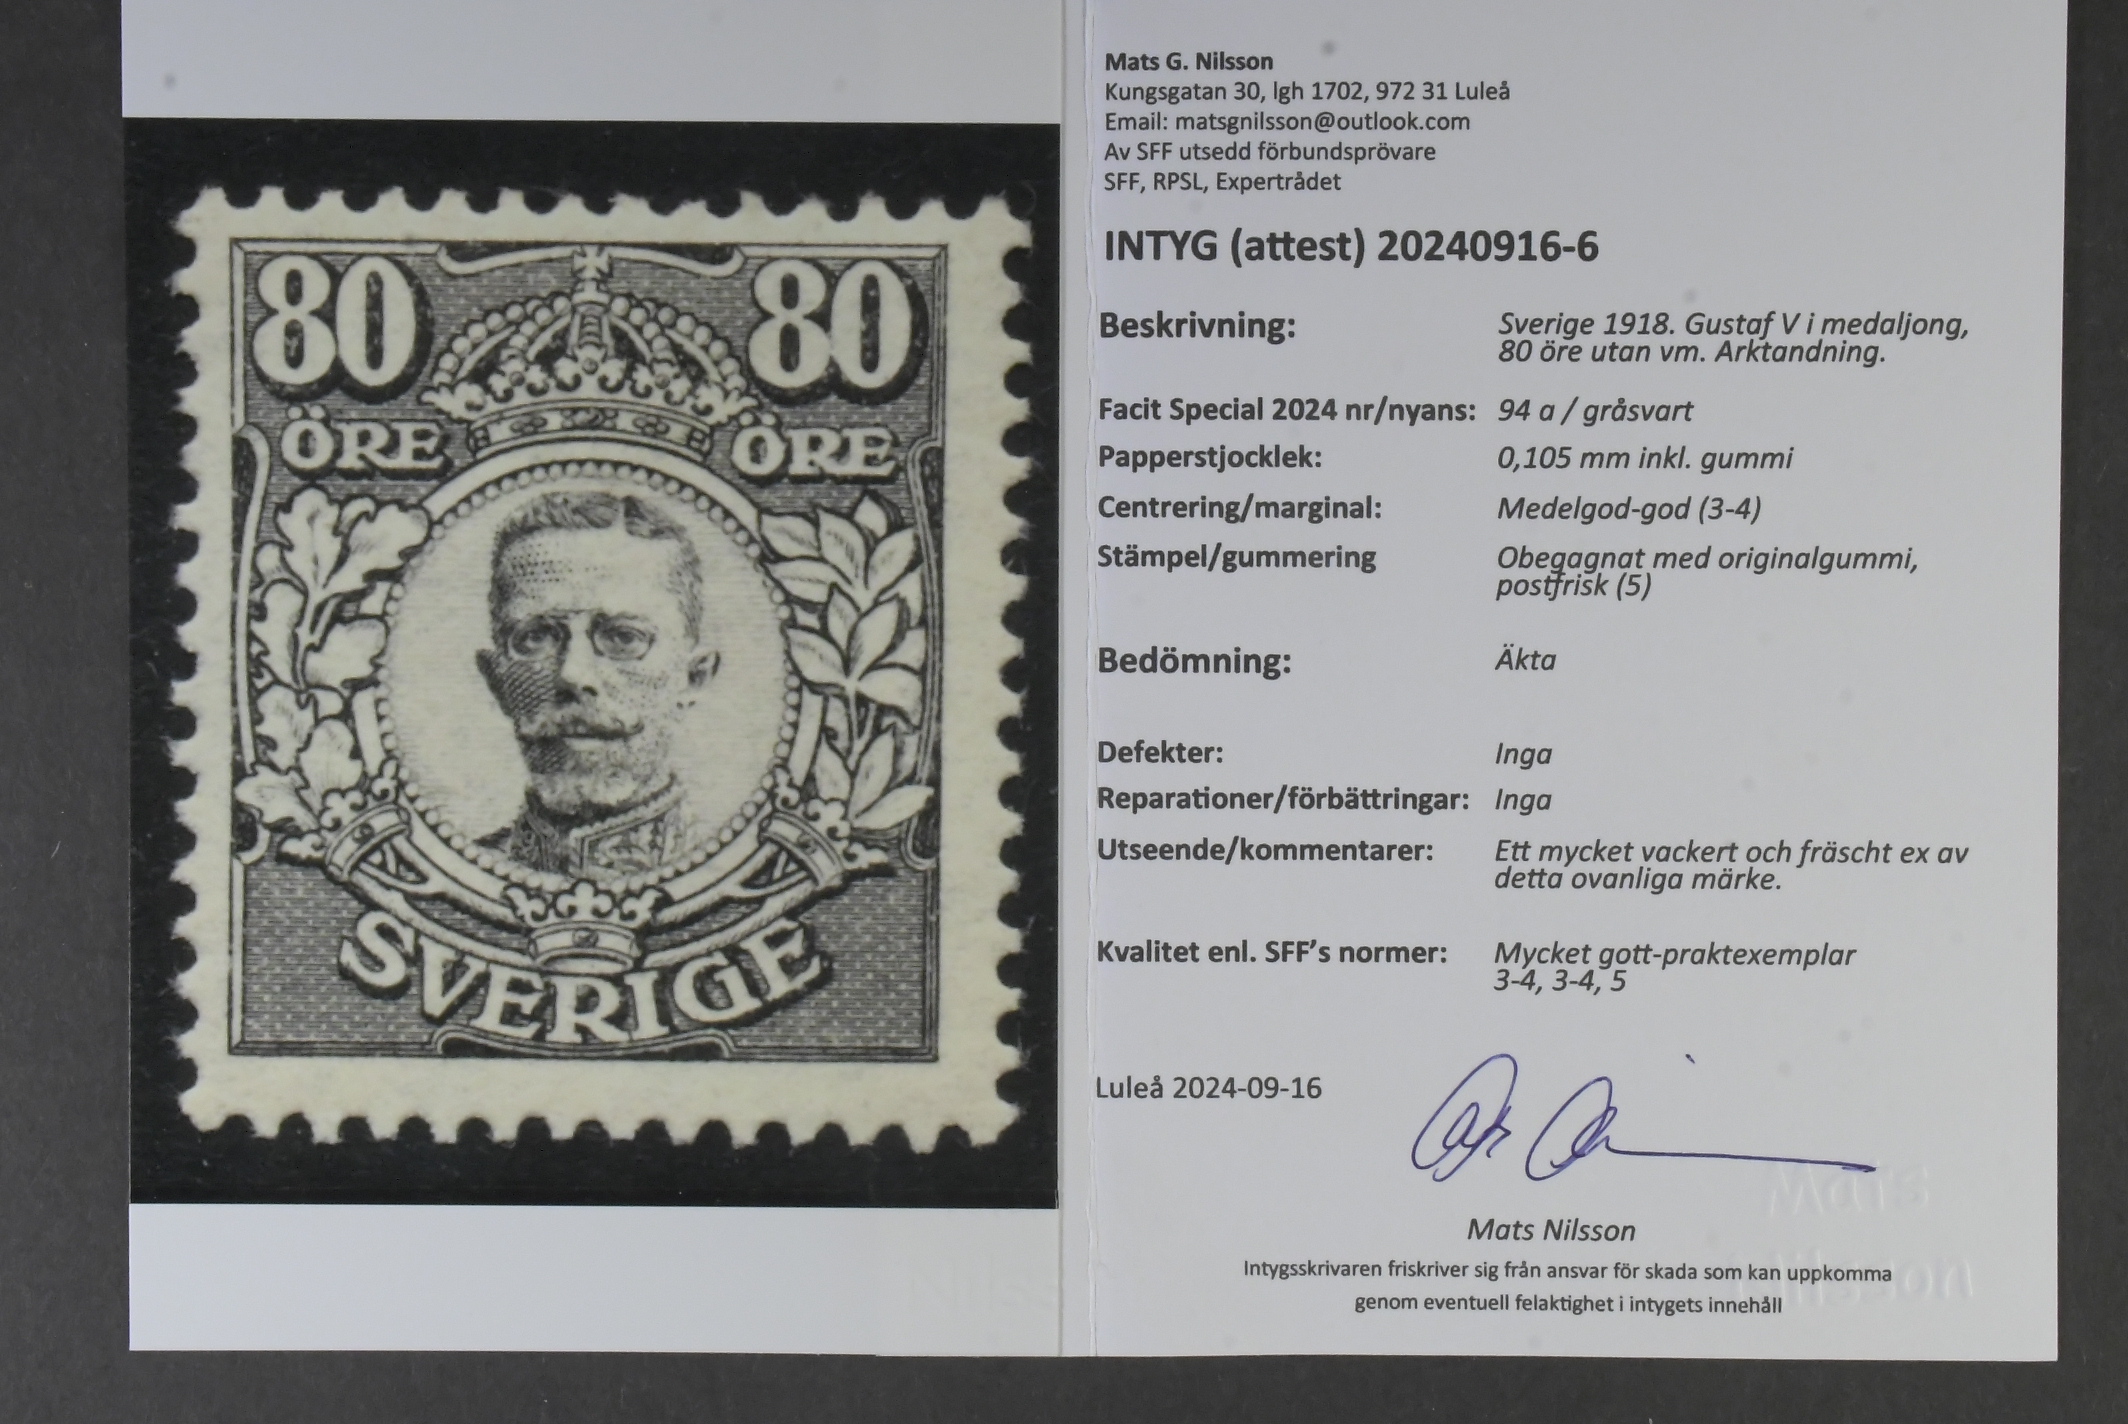 80 80
ÖRE ÖRE
SVERIGE
Mats G. Nilsson
Kungsgatan 30, lgh 1702, 972 31 Luleå
Email: matsgnilsson@outlook.com
Av SFF utsedd förbundsprövare
SFF, RPSL, Expertrådet
INTYG (attest) 20240916-6
Beskrivning: Sverige 1918. Gustaf V i medaljong,
80 öre utan vm. Arktandning.
Facit Special 2024 nr/nyans: 94 a / gråsvart
Papperstjocklek: 0,105 mm inkl. gummi
Centrering/marginal: Medelgod-god (3-4)
Stämpel/gummering Obegagnat med originalgummi,
postfrisk (5)
Bedömning: Äkta
Defekter: Inga
Reparationer/förbättringar: Inga
Utseende/kommentarer: Ett mycket vackert och fräscht ex av
detta ovanliga märke.
Kvalitet enl. SFF's normer: Mycket gott-praktexemplar
3-4, 3-4, 5
Luleå 2024-09-16
Mats Nilsson
Intygsskrivaren friskriver sig från ansvar för skada som kan uppkomma
genom eventuell felaktighet i intygets innehåll
Mats
Nilsson